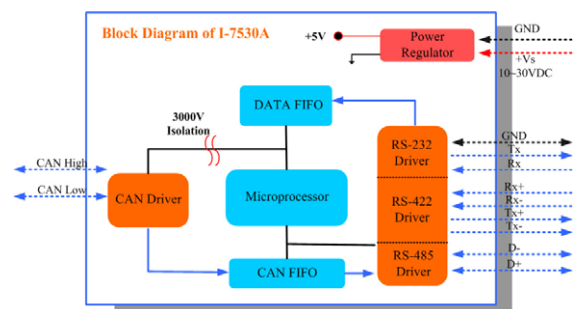 Block Diagram of I-7530A
+5V
Power
Regulator
GND
+Vs
10~30VDC
DATA FIFO
3000V
Isolation
CAN High
CAN Low
CAN Driver
Microprocessor
CAN FIFO
RS-232
Driver
RS-422
Driver
RS-485
Driver
GND
Tx
Rx
Rx+
Rx-
Tx+
Tx-
D-
D+